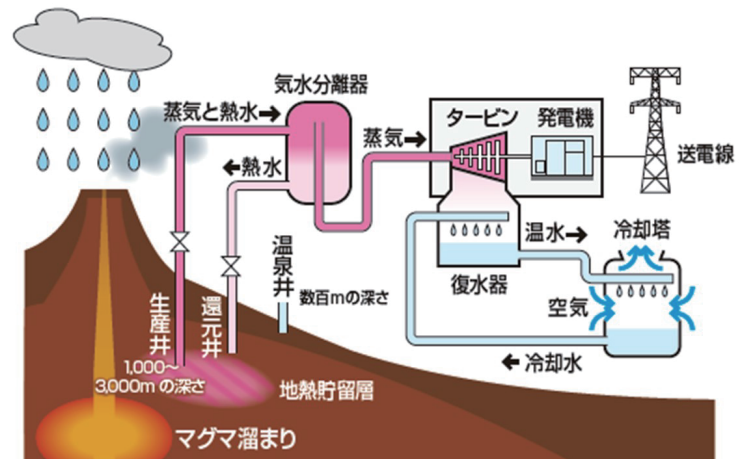 気水分離器
蒸気と熱水→
蒸気→
タービン
発電機
送電線
←熱水
温水→
冷却塔
復水器
空気
←冷却水
生産井
還元井
温泉井
数百mの深さ
1,000～
3,000mの深さ
地熱貯留層
マグマ溜まり